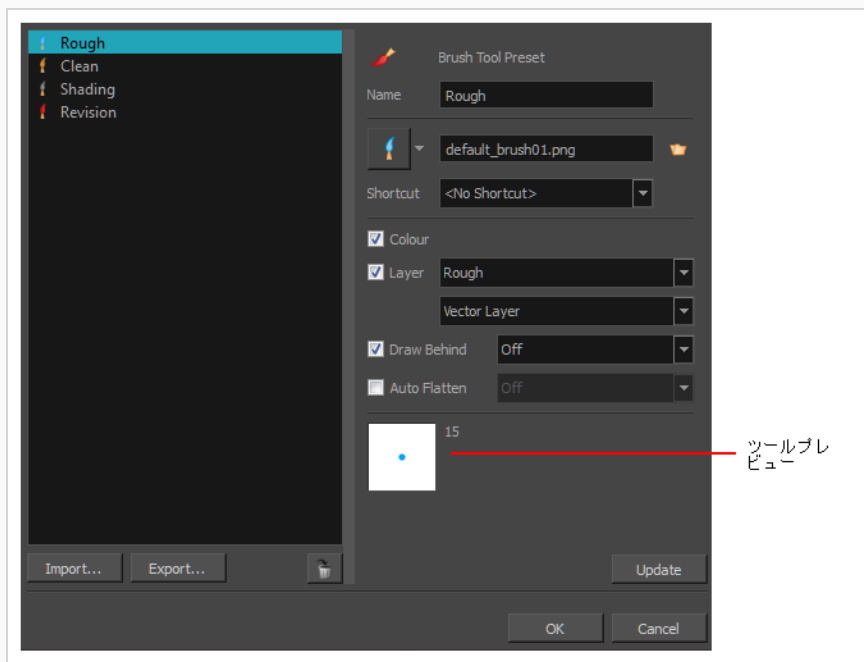 Rough
Clean
Shading
Revision
Import...
Export...
Brush Tool Preset
Name
Rough
default_brush01.png
Shortcut
<No Shortcut>
Colour
Layer
Rough
Vector Layer
Draw Behind
Off
Auto Flatten
Off
15
ツールプレ
ビュー
Update
OK
Cancel